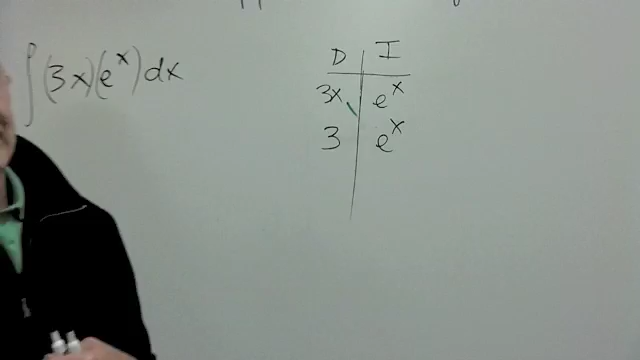 ∫(3x)(e^x)dx
D I
3x e^x
3 e^x